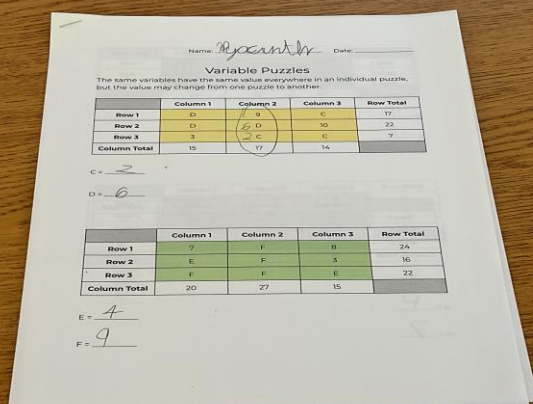 Name: Date:
Variable Puzzles
The same variables have the same value everywhere in an individual puzzle,
but the value may change from one puzzle to another.
Column 1 Column 2 Column 3 Row Total
Row 1 D 9 C 17
Row 2 D 6 D 10 22
Row 3 3 2 C C 7
Column Total 15 17 14
C = 2
D = 6
Column 1 Column 2 Column 3 Row Total
Row 1 7 F 8 24
Row 2 E F 3 16
Row 3 F F E 22
Column Total 20 27 15
E = 4
F = 9